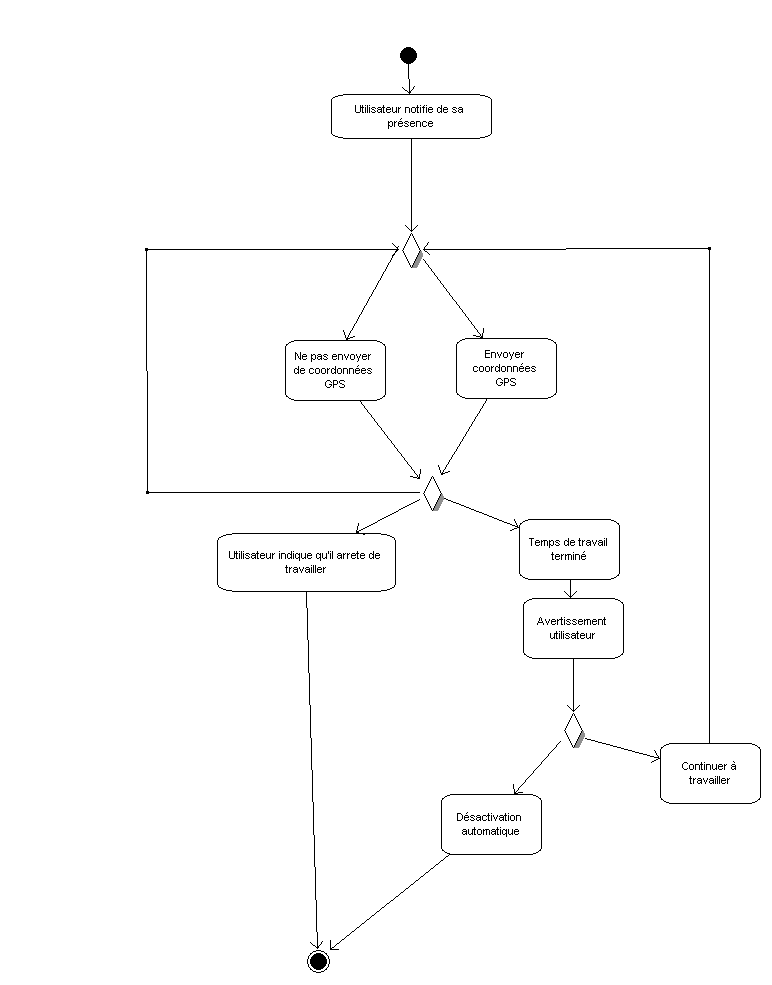 Utilisateur notifie de sa
présence
Ne pas envoyer
de coordonnées
GPS
Envoyer
coordonnées
GPS
Utilisateur indique qu'il arrete de
travailler
Temps de travail
terminé
Avertissement
utilisateur
Continuer à
travailler
Désactivation
automatique